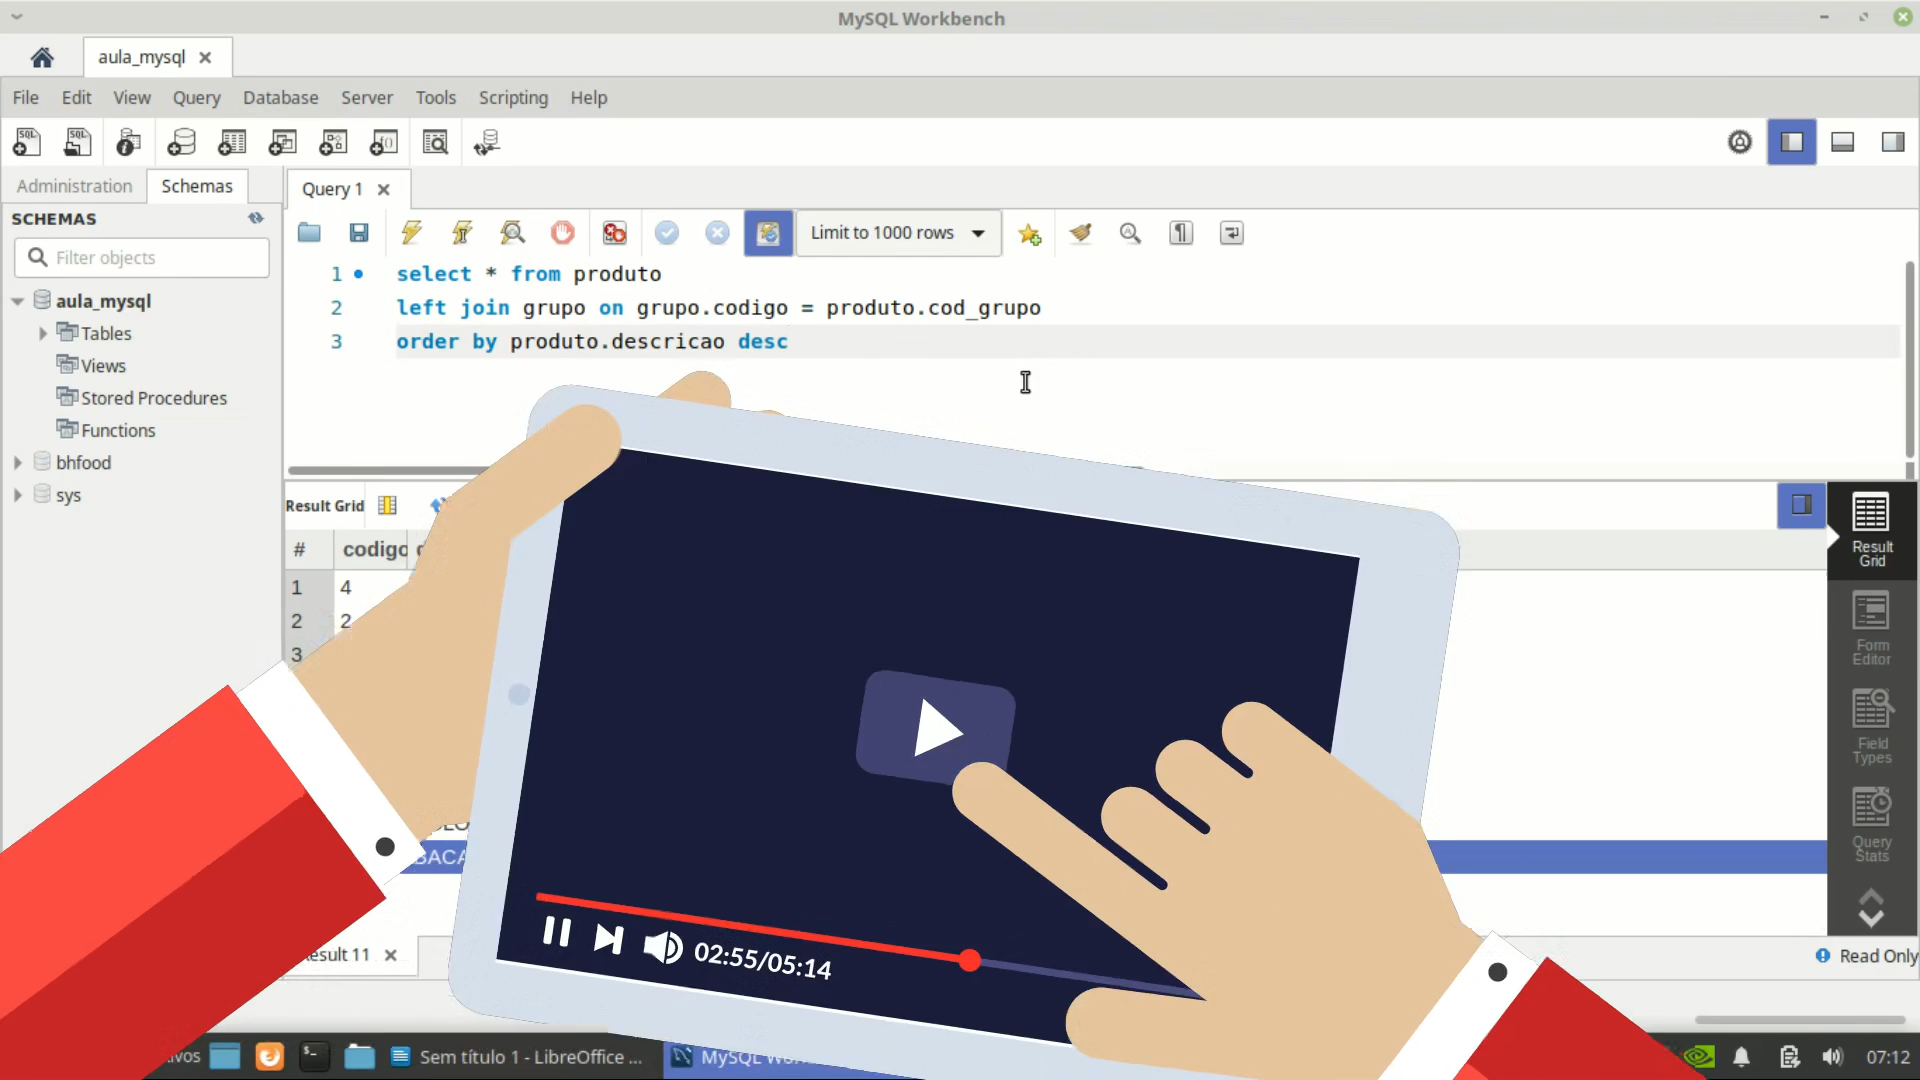 MySQL Workbench
aula_mysql
File Edit View Query Database Server Tools Scripting Help
SQL SQL
Administration Schemas
Query 1
SCHEMAS
Filter objects
Limit to 1000 rows
aula_mysql
Tables
Views
Stored Procedures
Functions
bhfood
sys
1 select * from produto
2 left join grupo on grupo.codigo = produto.cod_grupo
3 order by produto.descricao desc
Result Grid
# codigo
1 4
2 2
3
Result
Grid
Form
Editor
Field
Types
Query
Stats
02:55/05:14
11
Read Only
Sem título 1 - LibreOffice ...
MySQL
07:12